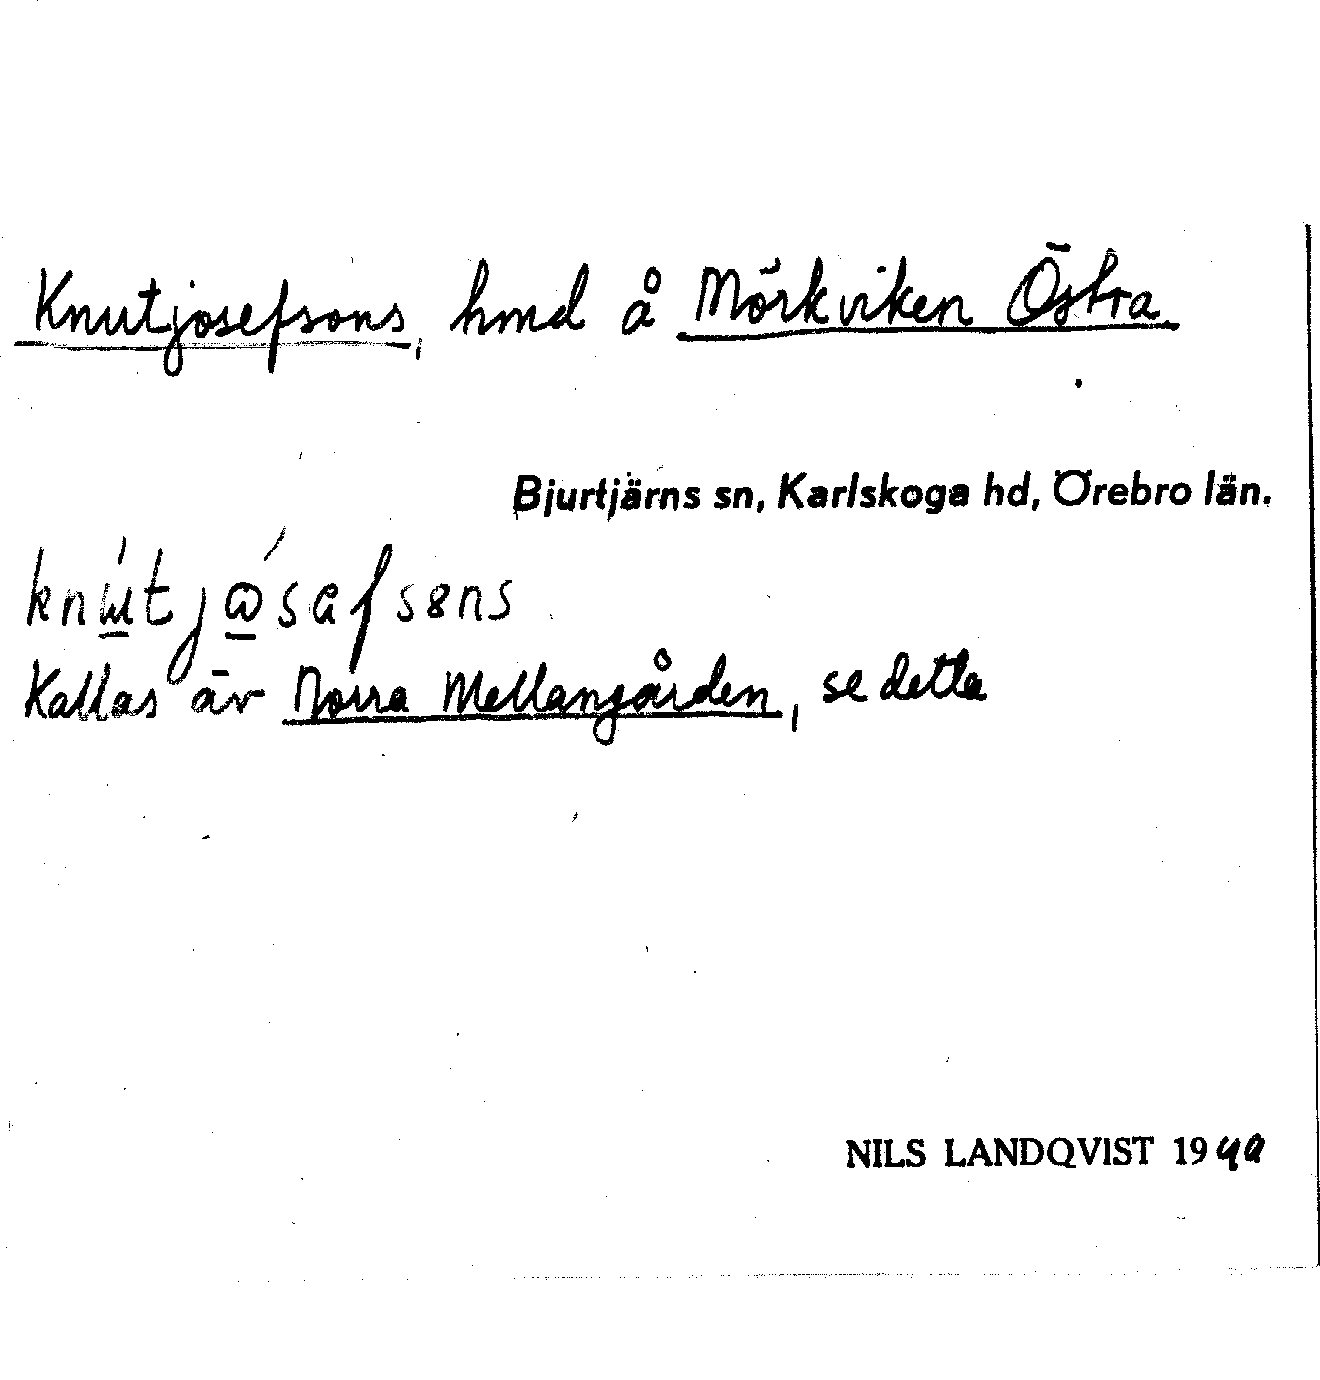 Knutjosefsons, hmd å Mörkviken Östra.
Bjurtjärns sn, Karlskoga hd, Örebro län.
Kallas äv Norra Mellangården, se detta
NILS LANDQVIST 19